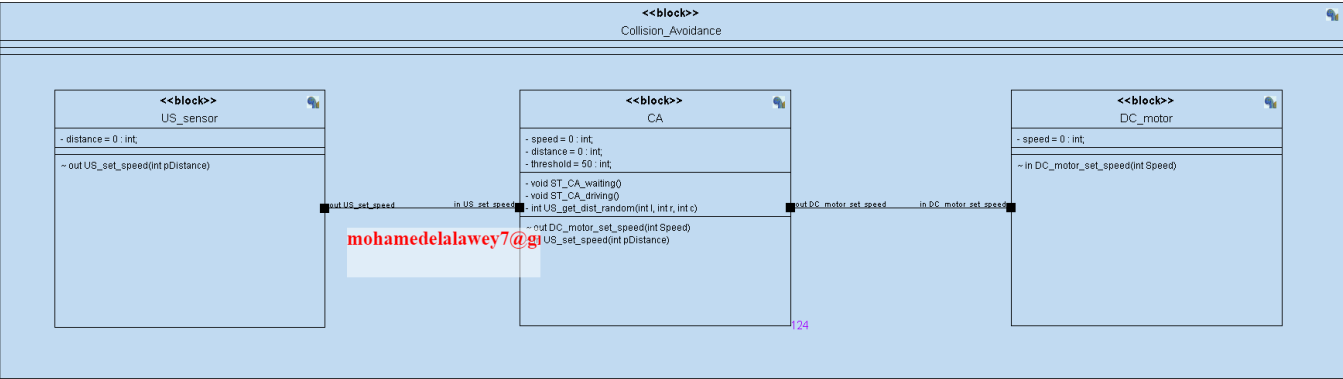 <<block>>
Collision_Avoidance
<<block>>
US_sensor
- distance = 0 : int;
~ out US_set_speed(int pDistance)
out US_set_speed
in US_set_speed
<<block>>
CA
- speed = 0 : int;
- distance = 0 : int;
- threshold = 50 : int;
- void ST_CA_waiting()
- void ST_CA_driving()
- int US_get_dist_random(int l, int r, int c)
~ out DC_motor_set_speed(int Speed)
US_set_speed(int pDistance)
mohamedelalawey7@g
124
out DC_motor_set_speed
in DC_motor_set_speed
<<block>>
DC_motor
- speed = 0 : int;
~ in DC_motor_set_speed(int Speed)